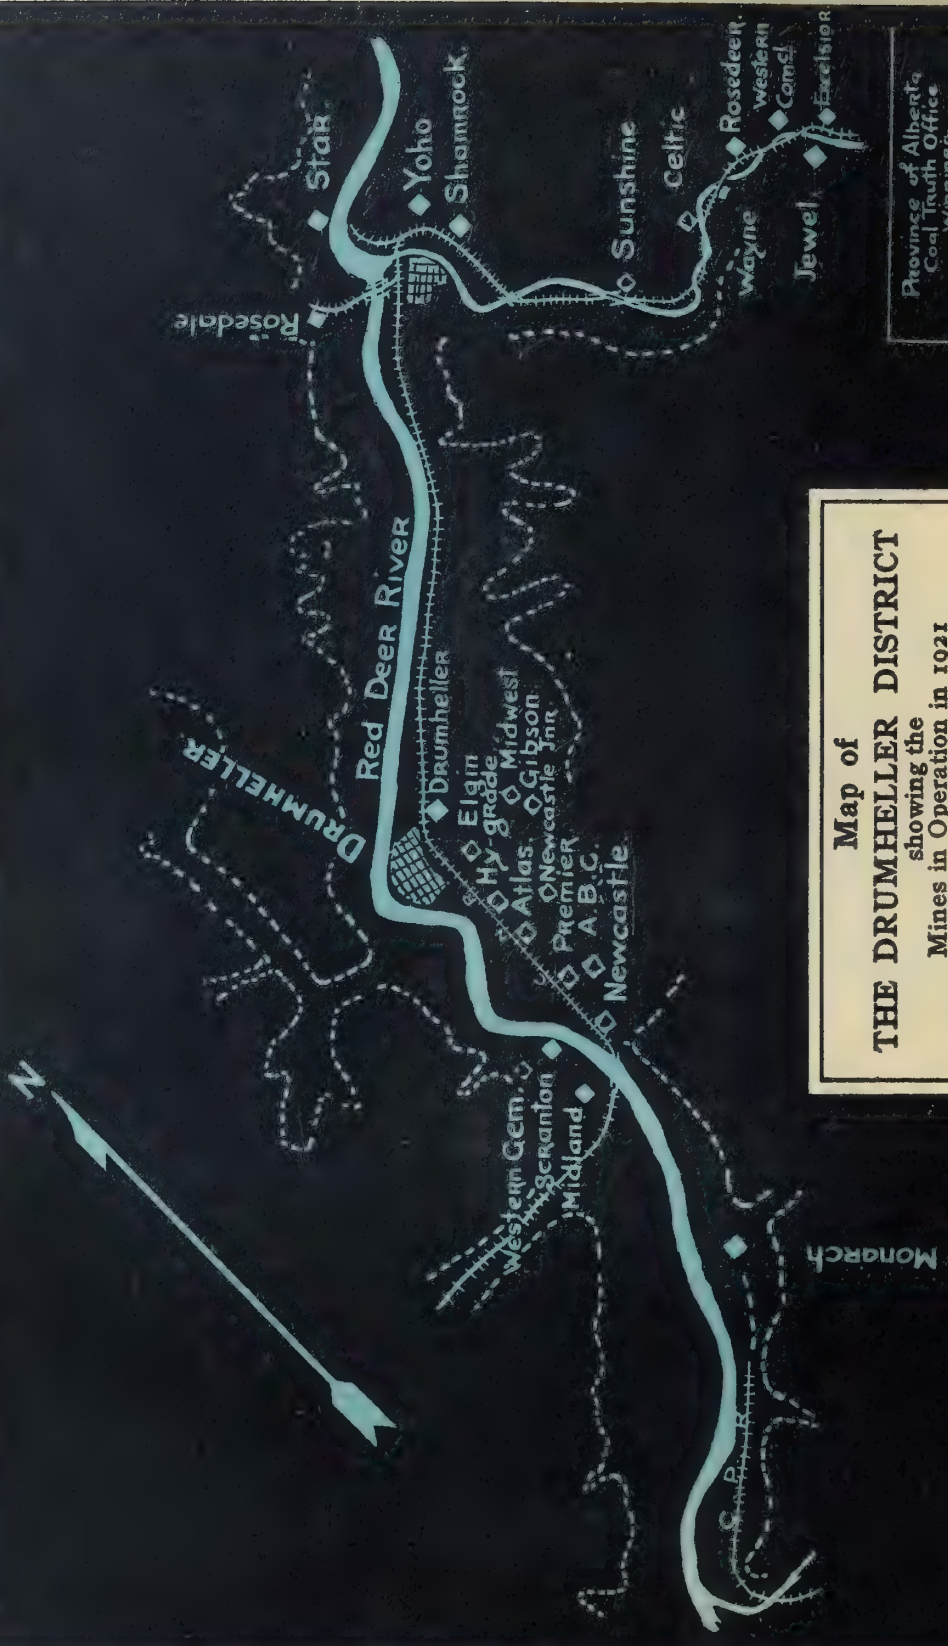 N
Star
Yoho
Shamrock
Rosedale
Sunshine
Celtic
Rosedeer.
Western
Comet
Excelsior
Wayne
Jewel
Province of Alberta
Coal Truth Office
Red Deer River
DRUMHELLER
Drumheller
Elgin
Hy-grade
Midwest
Gibson
Atlas
Newcastle Jnr
Premier
A.B.C.
Newcastle
Western Gem.
Scranton
Midland
Monarch
C P R
Map of
THE DRUMHELLER DISTRICT
showing the
Mines in Operation in 1921